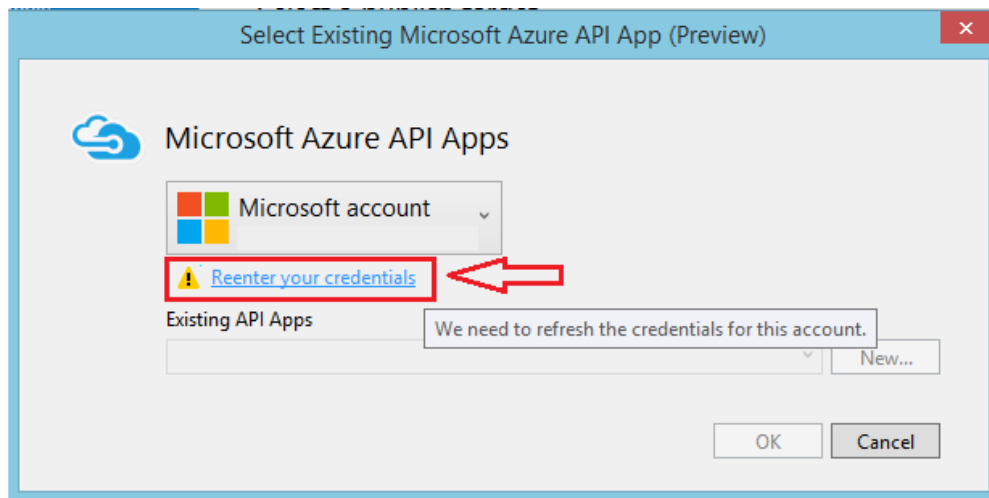 Select Existing Microsoft Azure API App (Preview)
Microsoft Azure API Apps
Microsoft account
Reenter your credentials
Existing API Apps
We need to refresh the credentials for this account.
New...
OK
Cancel